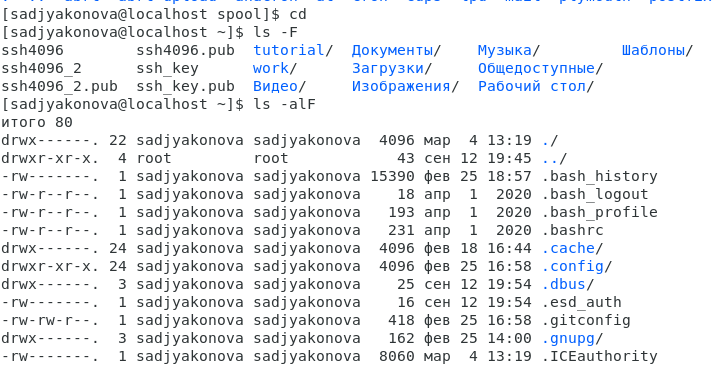 [sadjyakonova@localhost spool]$ cd
[sadjyakonova@localhost ~]$ ls -F
ssh4096 ssh4096.pub tutorial/ Документы/ Музыка/ Шаблоны/
ssh4096_2 ssh_key work/ Загрузки/ Общедоступные/
ssh4096_2.pub ssh_key.pub Видео/ Изображения/ Рабочий стол/
[sadjyakonova@localhost ~]$ ls -alF
итого 80
drwx------. 22 sadjyakonova sadjyakonova 4096 мар 4 13:19 ./
drwxr-xr-x. 4 root root 43 сен 12 19:45 ../
-rw-------. 1 sadjyakonova sadjyakonova 15390 фев 25 18:57 .bash_history
-rw-r--r--. 1 sadjyakonova sadjyakonova 18 апр 1 2020 .bash_logout
-rw-r--r--. 1 sadjyakonova sadjyakonova 193 апр 1 2020 .bash_profile
-rw-r--r--. 1 sadjyakonova sadjyakonova 231 апр 1 2020 .bashrc
drwx------. 24 sadjyakonova sadjyakonova 4096 фев 18 16:44 .cache/
drwxr-xr-x. 24 sadjyakonova sadjyakonova 4096 фев 25 16:58 .config/
drwx------. 3 sadjyakonova sadjyakonova 25 сен 12 19:54 .dbus/
-rw-------. 1 sadjyakonova sadjyakonova 16 сен 12 19:54 .esd_auth
-rw-rw-r--. 1 sadjyakonova sadjyakonova 418 фев 25 16:58 .gitconfig
drwx------. 3 sadjyakonova sadjyakonova 162 фев 25 14:00 .gnupg/
-rw-------. 1 sadjyakonova sadjyakonova 8060 мар 4 13:19 .ICEauthority